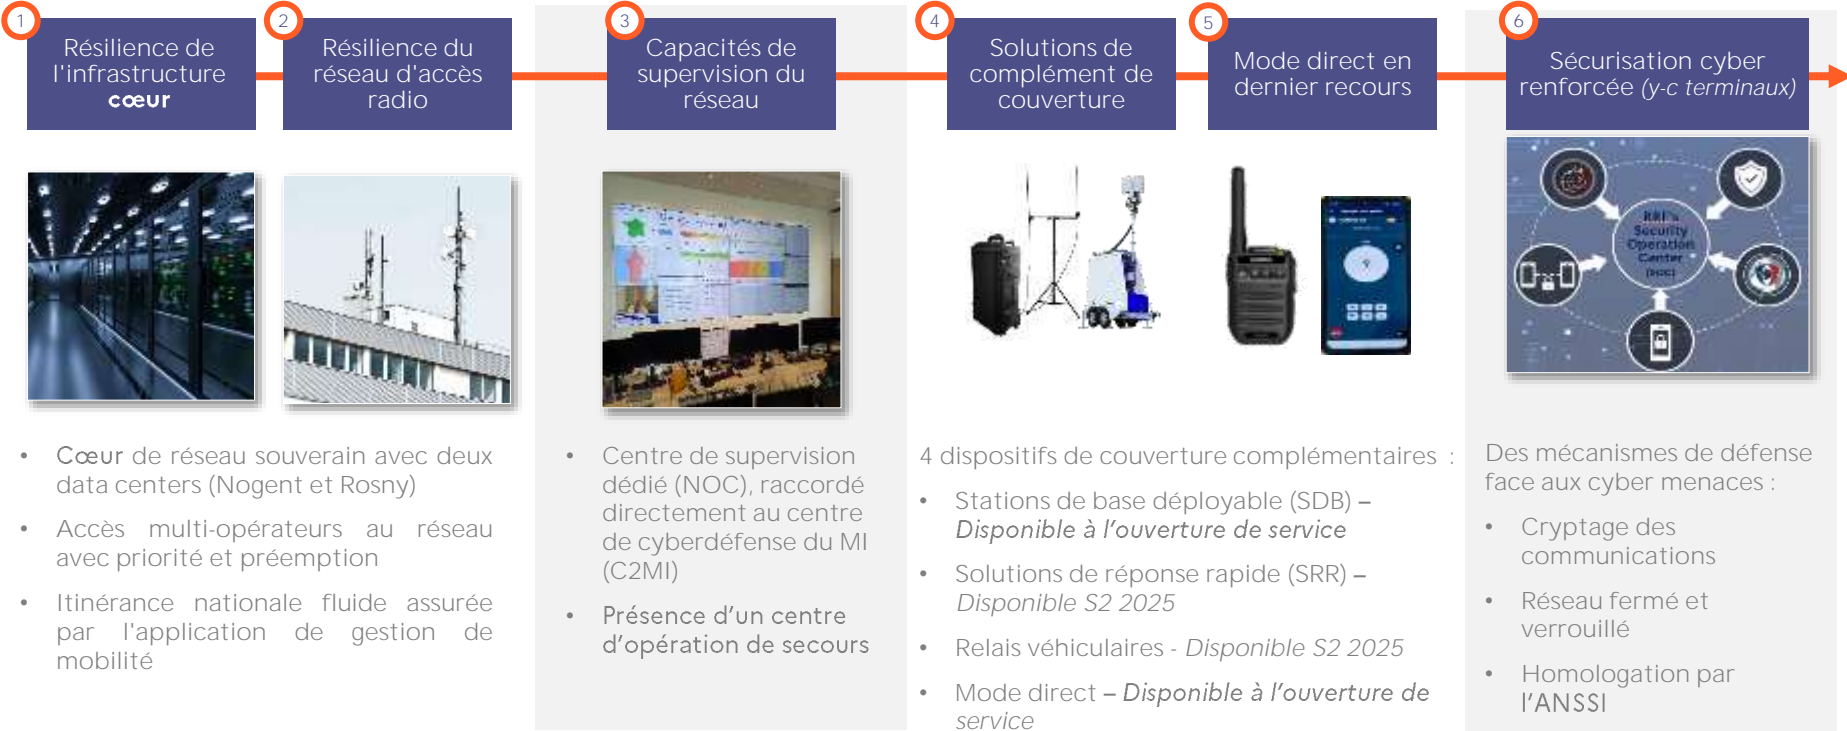 1
Résilience de
l'infrastructure
cœur
2
Résilience du
réseau d'accès
radio
3
Capacités de
supervision du
réseau
4
Solutions de
complément de
couverture
5
Mode direct en
dernier recours
6
Sécurisation cyber
renforcée (y-c terminaux)
RRF's
Security
Operation
Center
(SOC)
• Cœur de réseau souverain avec deux
data centers (Nogent et Rosny)
• Accès multi-opérateurs au réseau
avec priorité et préemption
• Itinérance nationale fluide assurée
par l'application de gestion de
mobilité
• Centre de supervision
dédié (NOC), raccordé
directement au centre
de cyberdéfense du MI
(C2MI)
• Présence d'un centre
d'opération de secours
4 dispositifs de couverture complémentaires :
• Stations de base déployable (SDB) –
Disponible à l'ouverture de service
• Solutions de réponse rapide (SRR) –
Disponible S2 2025
• Relais véhiculaires - Disponible S2 2025
• Mode direct – Disponible à l'ouverture de
service
Des mécanismes de défense
face aux cyber menaces :
• Cryptage des
communications
• Réseau fermé et
verrouillé
• Homologation par
l'ANSSI